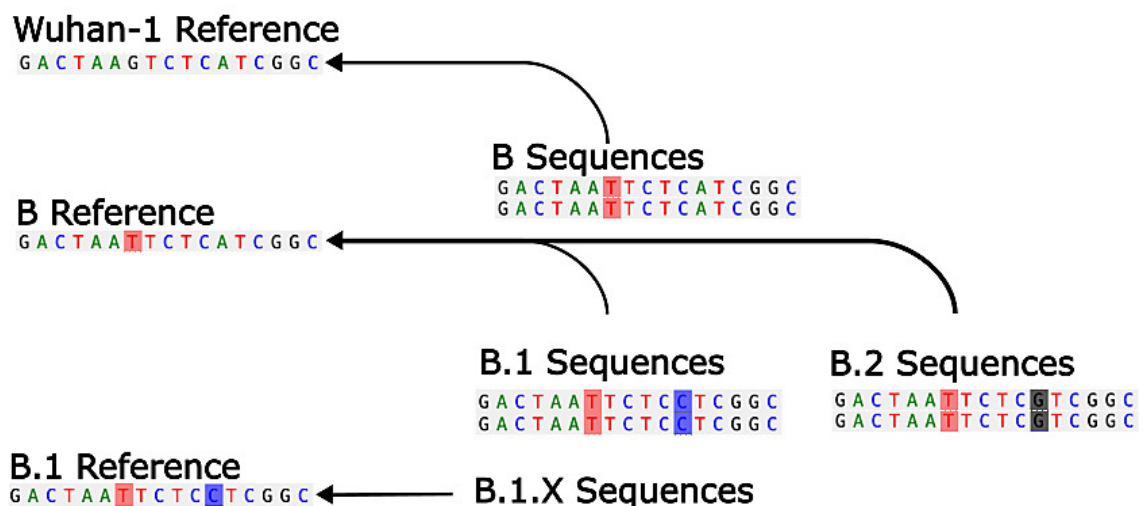 Wuhan-1 Reference
GACTAAGTCTCATCGGC
B Sequences
GACTAATTCTCATCGGC
GACTAATTCTCATCGGC
B Reference
GACTAATTCTCATCGGC
B.1 Sequences
GACTAATTCTCCTCGGC
GACTAATTCTCCTCGGC
B.2 Sequences
GACTAATTCTCGTCGGC
GACTAATTCTCGTCGGC
B.1 Reference
GACTAATTCTCCTCGGC
B.1.X Sequences